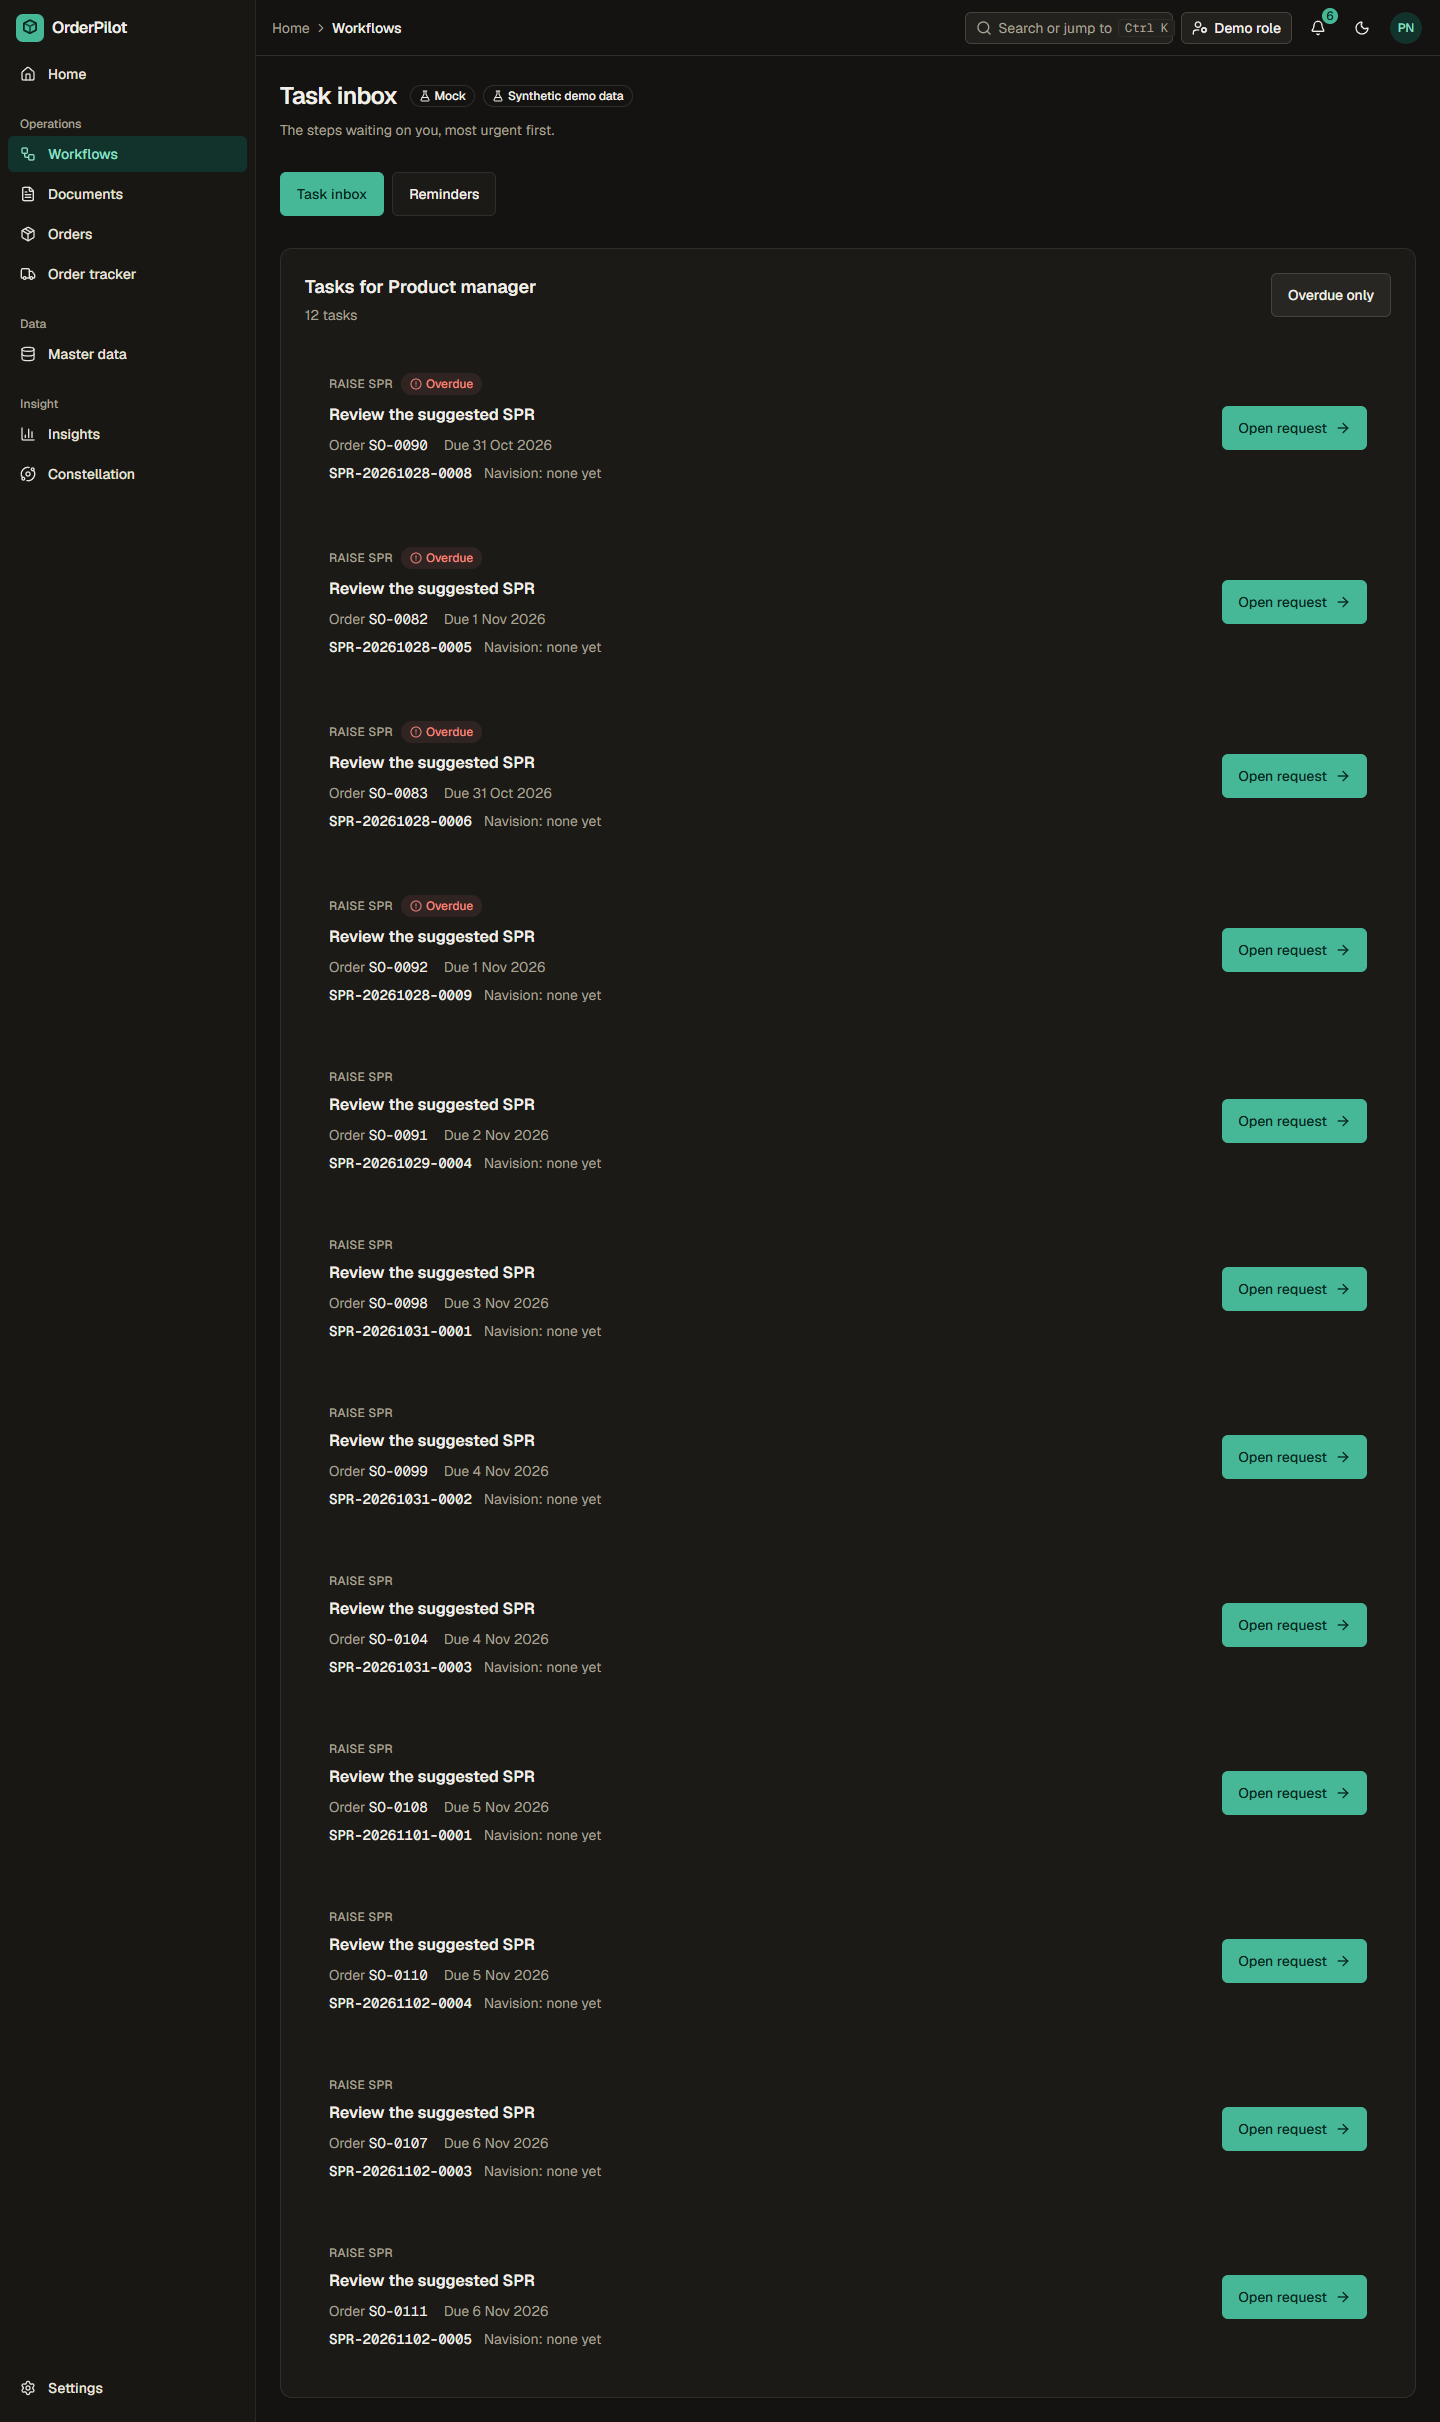 OrderPilot
Home > Workflows
Search or jump to Ctrl K
Demo role
6
PN
Home
Operations
Workflows
Documents
Orders
Order tracker
Data
Master data
Insight
Insights
Constellation
Settings
Task inbox Mock Synthetic demo data
The steps waiting on you, most urgent first.
Task inbox Reminders
Tasks for Product manager
12 tasks
Overdue only
RAISE SPR Overdue
Review the suggested SPR
Order SO-0090 Due 31 Oct 2026
SPR-20261028-0008 Navision: none yet
Open request
RAISE SPR Overdue
Review the suggested SPR
Order SO-0082 Due 1 Nov 2026
SPR-20261028-0005 Navision: none yet
Open request
RAISE SPR Overdue
Review the suggested SPR
Order SO-0083 Due 31 Oct 2026
SPR-20261028-0006 Navision: none yet
Open request
RAISE SPR Overdue
Review the suggested SPR
Order SO-0092 Due 1 Nov 2026
SPR-20261028-0009 Navision: none yet
Open request
RAISE SPR
Review the suggested SPR
Order SO-0091 Due 2 Nov 2026
SPR-20261029-0004 Navision: none yet
Open request
RAISE SPR
Review the suggested SPR
Order SO-0098 Due 3 Nov 2026
SPR-20261031-0001 Navision: none yet
Open request
RAISE SPR
Review the suggested SPR
Order SO-0099 Due 4 Nov 2026
SPR-20261031-0002 Navision: none yet
Open request
RAISE SPR
Review the suggested SPR
Order SO-0104 Due 4 Nov 2026
SPR-20261031-0003 Navision: none yet
Open request
RAISE SPR
Review the suggested SPR
Order SO-0108 Due 5 Nov 2026
SPR-20261101-0001 Navision: none yet
Open request
RAISE SPR
Review the suggested SPR
Order SO-0110 Due 5 Nov 2026
SPR-20261102-0004 Navision: none yet
Open request
RAISE SPR
Review the suggested SPR
Order SO-0107 Due 6 Nov 2026
SPR-20261102-0003 Navision: none yet
Open request
RAISE SPR
Review the suggested SPR
Order SO-0111 Due 6 Nov 2026
SPR-20261102-0005 Navision: none yet
Open request